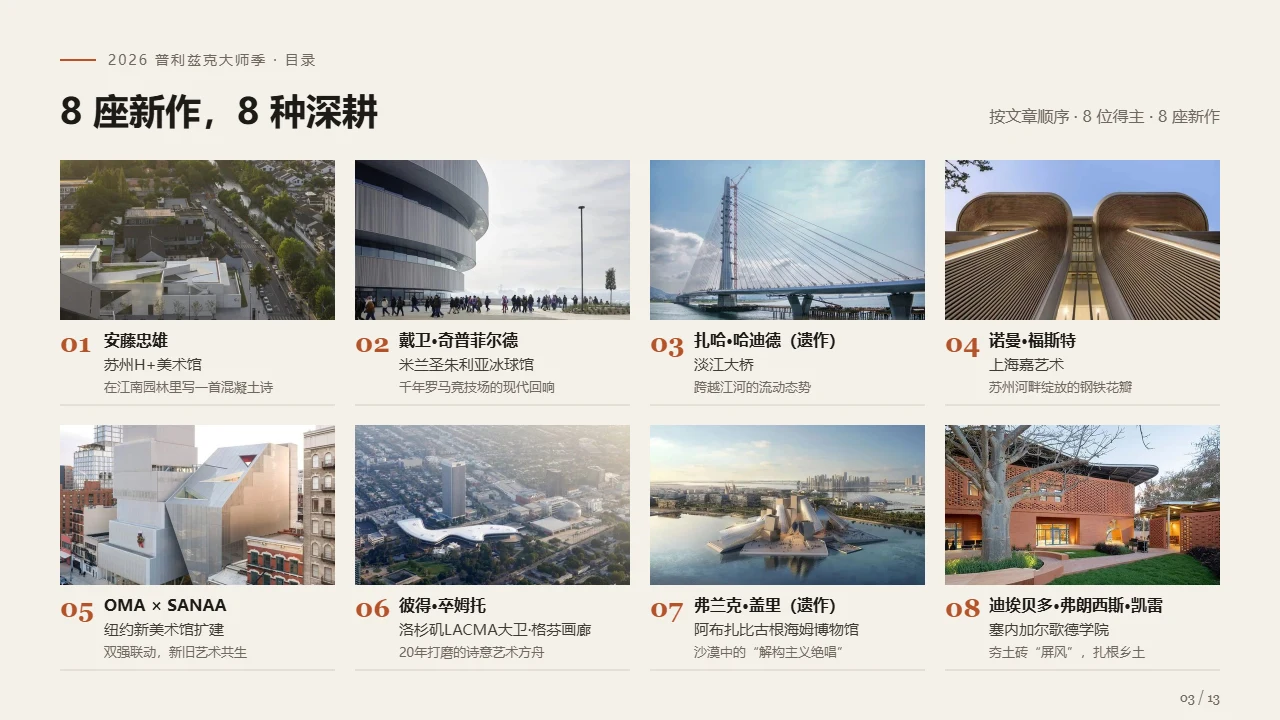 2026 普利兹克大师季 · 目录
8 座新作，8 种深耕
按文章顺序 · 8 位得主 · 8 座新作
01 安藤忠雄
苏州H+美术馆
在江南园林里写一首混凝土诗
02 戴卫•奇普菲尔德
米兰圣朱利亚冰球馆
千年罗马竞技场的现代回响
03 扎哈•哈迪德（遗作）
淡江大桥
跨越江河的流动态势
04 诺曼•福斯特
上海嘉艺术
苏州河畔绽放的钢铁花瓣
05 OMA × SANAA
纽约新美术馆扩建
双强联动，新旧艺术共生
06 彼得•卒姆托
洛杉矶LACMA大卫·格芬画廊
20年打磨的诗意艺术方舟
07 弗兰克•盖里（遗作）
阿布扎比古根海姆博物馆
沙漠中的“解构主义绝唱”
08 迪埃贝多•弗朗西斯•凯雷
塞内加尔歌德学院
夯土砖“屏风”，扎根乡土
03 / 13